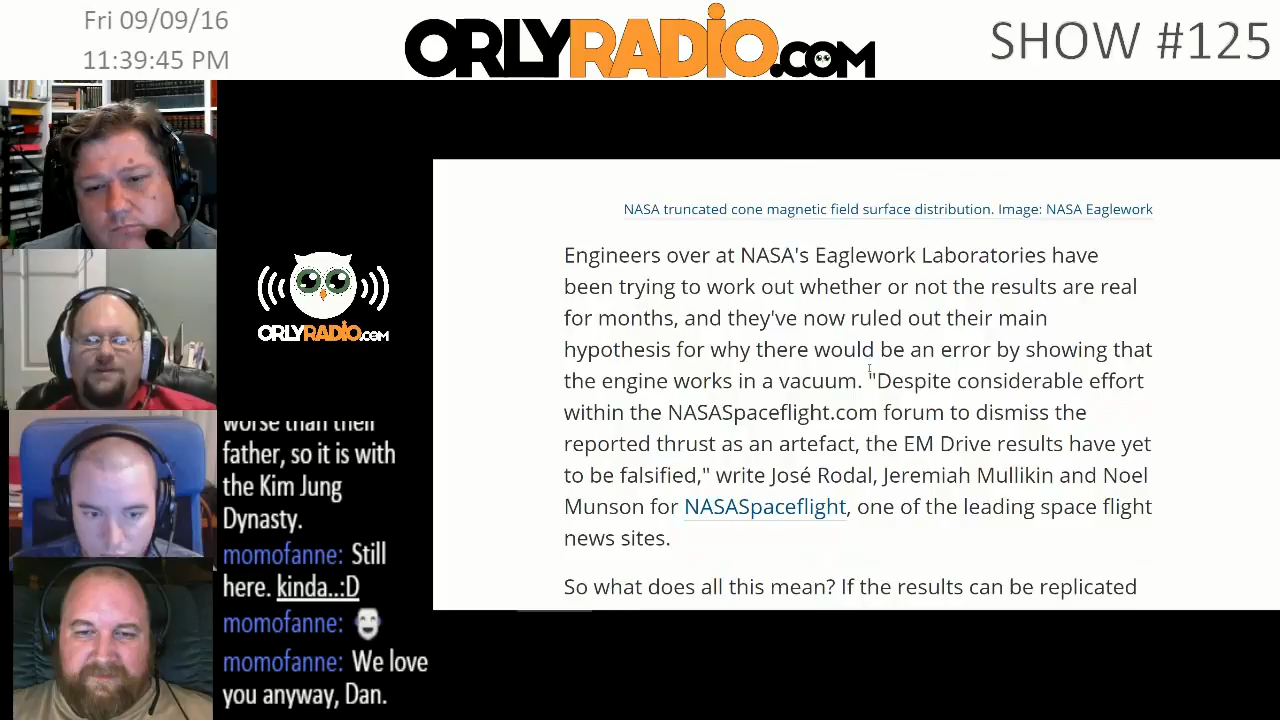 Fri 09/09/16
11:39:45 PM
ORLYRADIO.COM
SHOW #125
NASA truncated cone magnetic field surface distribution. Image: NASA Eaglework
Engineers over at NASA's Eaglework Laboratories have
been trying to work out whether or not the results are real
for months, and they've now ruled out their main
hypothesis for why there would be an error by showing that
the engine works in a vacuum. "Despite considerable effort
within the NASASpaceflight.com forum to dismiss the
reported thrust as an artefact, the EM Drive results have yet
to be falsified," write José Rodal, Jeremiah Mullikin and Noel
Munson for NASASpaceflight, one of the leading space flight
news sites.
So what does all this mean? If the results can be replicated
ORLYRADIO.COM
worse than their
father, so it is with
the Kim Jung
Dynasty.
momofanne: Still
here. kinda..:D
momofanne:
momofanne: We love
you anyway, Dan.